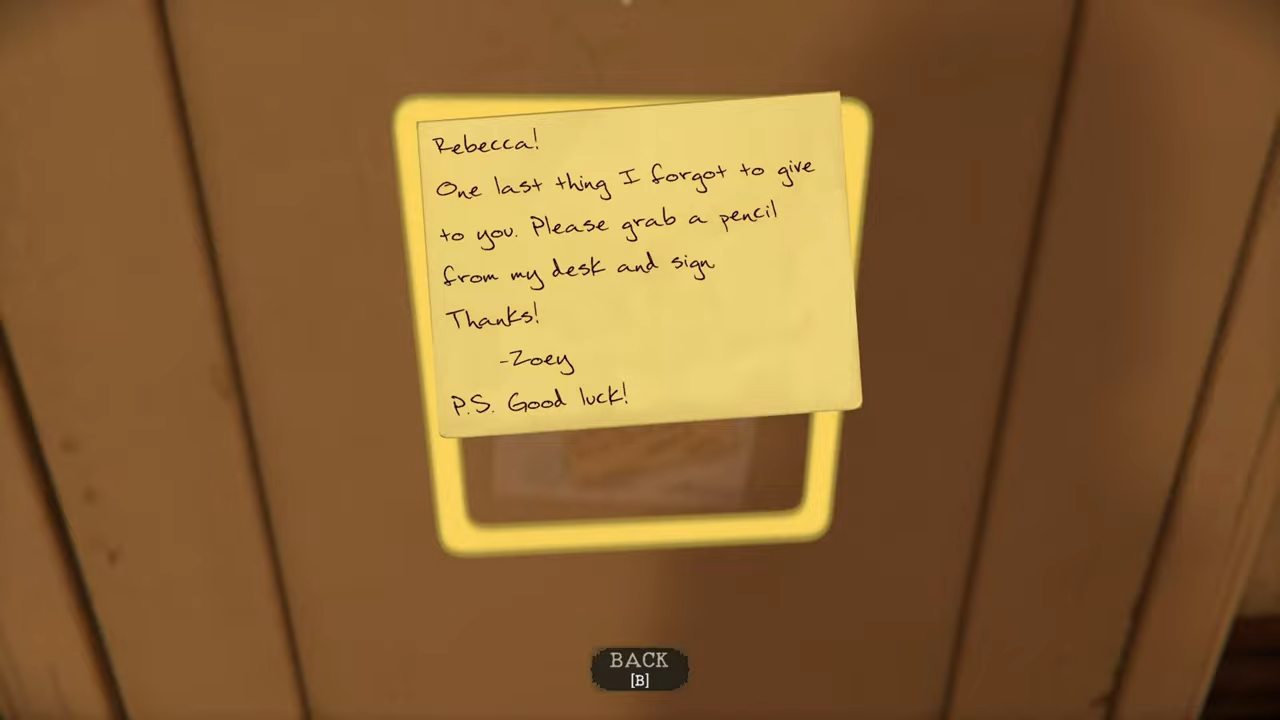 Rebecca!
One last thing I forgot to give
to you. Please grab a pencil
from my desk and sign
Thanks!
-Zoey
P.S. Good luck!
BACK
[B]